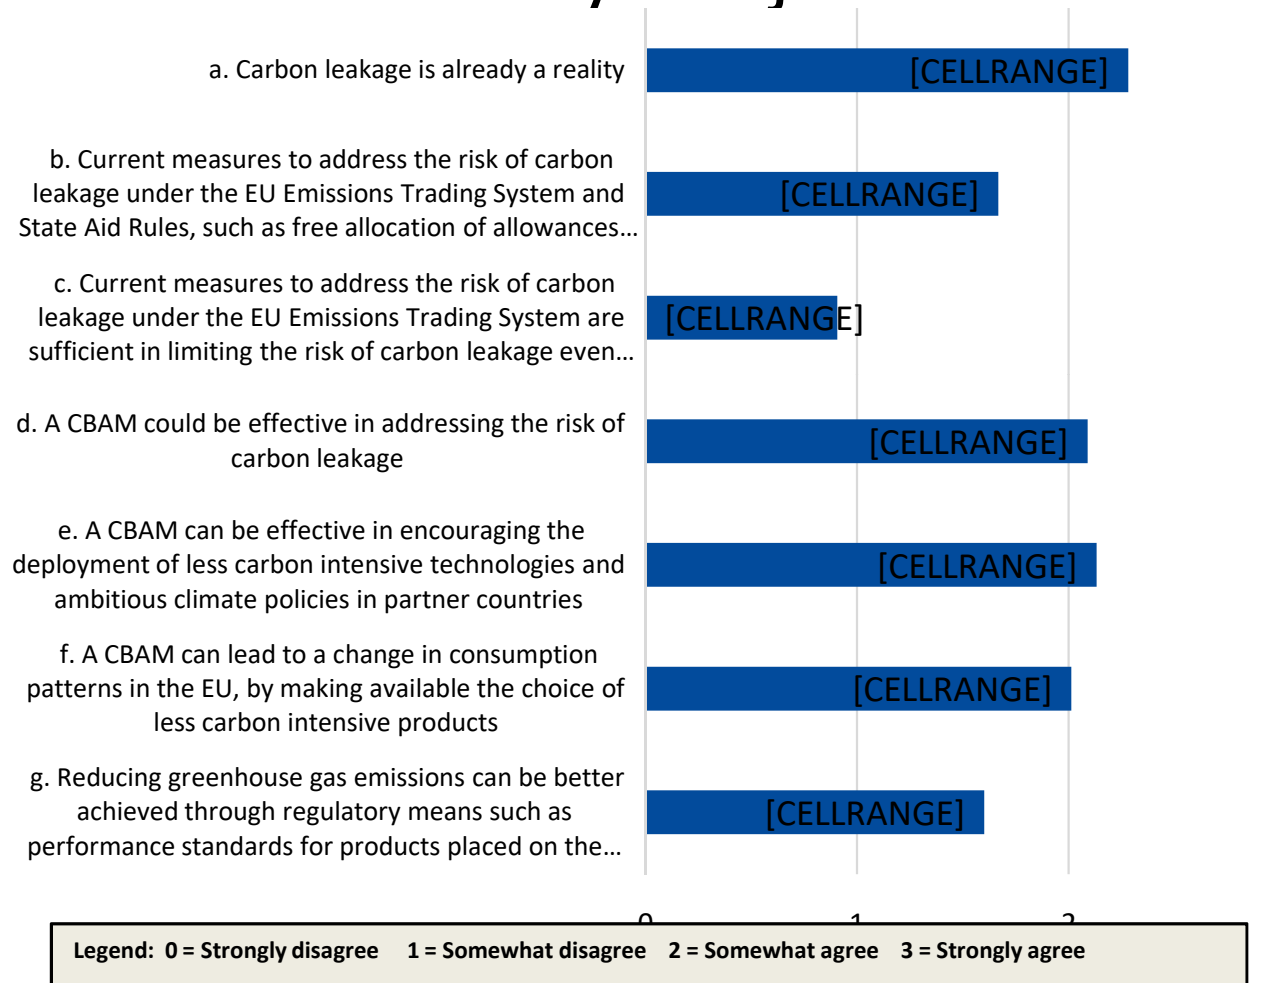 a. Carbon leakage is already a reality
[CELLRANGE]
b. Current measures to address the risk of carbon
leakage under the EU Emissions Trading System and
State Aid Rules, such as free allocation of allowances…
[CELLRANGE]
c. Current measures to address the risk of carbon
leakage under the EU Emissions Trading System are
sufficient in limiting the risk of carbon leakage even…
[CELLRANGE]
d. A CBAM could be effective in addressing the risk of
carbon leakage
[CELLRANGE]
e. A CBAM can be effective in encouraging the
deployment of less carbon intensive technologies and
ambitious climate policies in partner countries
[CELLRANGE]
f. A CBAM can lead to a change in consumption
patterns in the EU, by making available the choice of
less carbon intensive products
[CELLRANGE]
g. Reducing greenhouse gas emissions can be better
achieved through regulatory means such as
performance standards for products placed on the…
[CELLRANGE]
0 1 2
Legend: 0 = Strongly disagree 1 = Somewhat disagree 2 = Somewhat agree 3 = Strongly agree